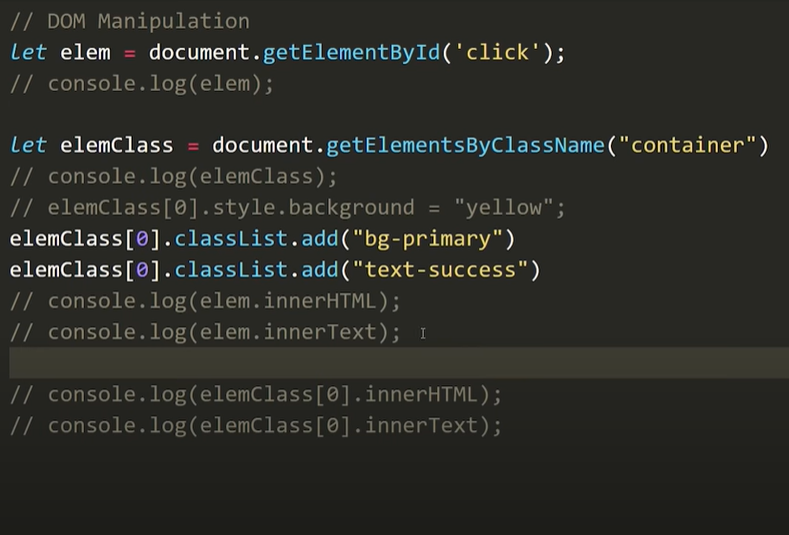 // DOM Manipulation
let elem = document.getElementById('click');
// console.log(elem);
let elemClass = document.getElementsByClassName("container")
// console.log(elemClass);
// elemClass[0].style.background = "yellow";
elemClass[0].classList.add("bg-primary")
elemClass[0].classList.add("text-success")
// console.log(elem.innerHTML);
// console.log(elem.innerText);
// console.log(elemClass[0].innerHTML);
// console.log(elemClass[0].innerText);